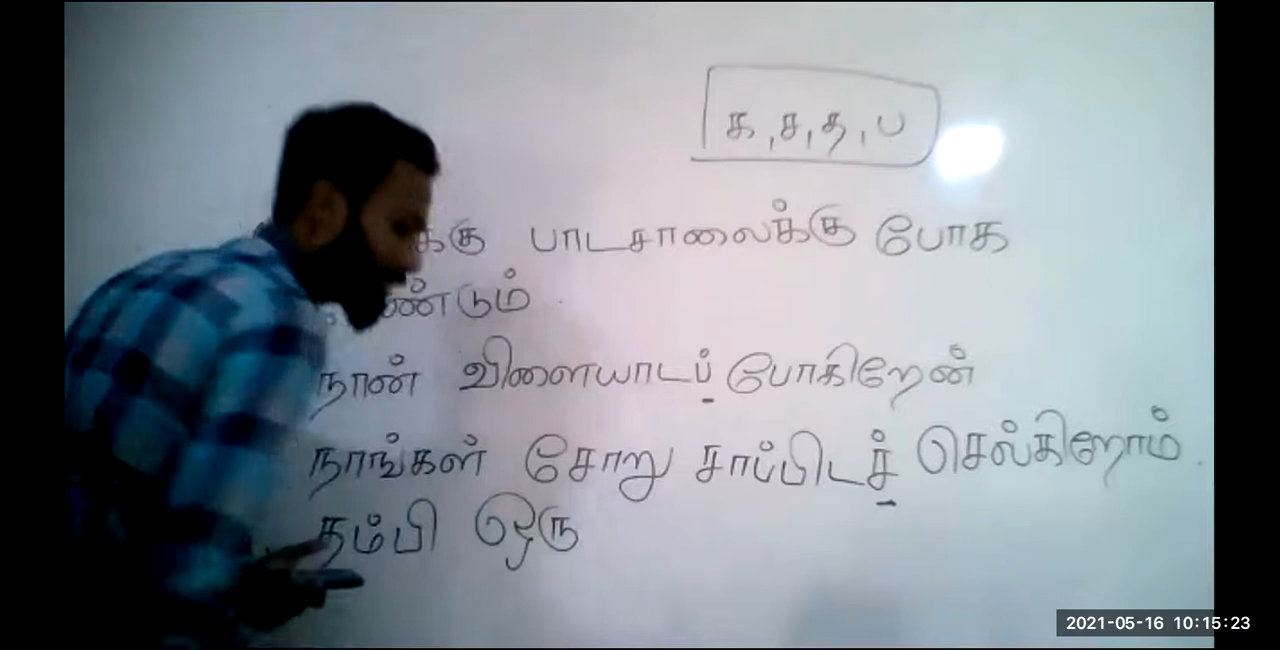 க , ச , த , ப
பாடசாலைக்கு போக
நான் விளையாடப் போகிறேன்
நாங்கள் சோறு சாப்பிடச் செல்கிறோம்
தம்பி ஒரு
2021-05-16 10:15:23